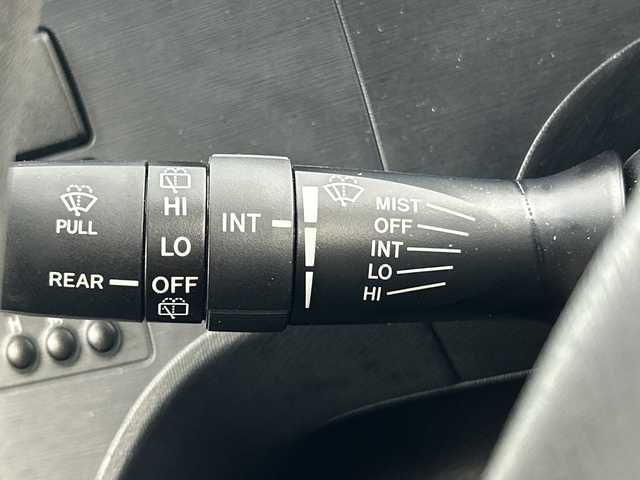 PULL
REAR
HI
LO
OFF
INT
MIST
OFF
INT
LO
HI